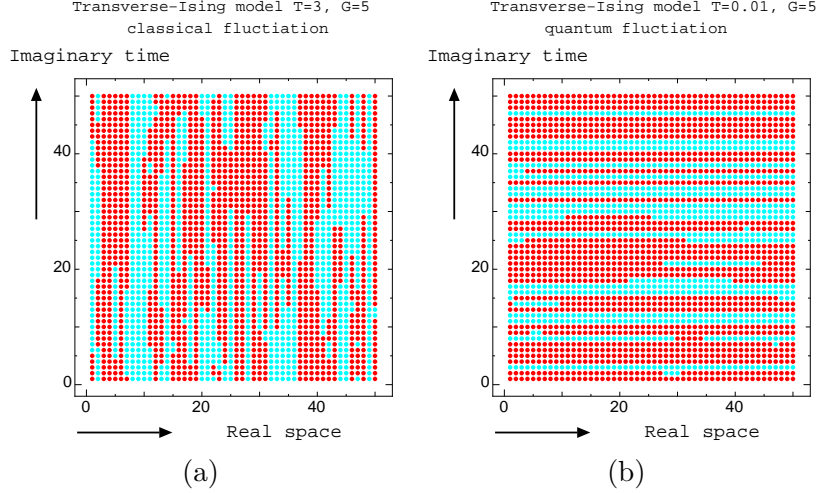 Transverse-Ising model T=3, G=5
classical fluctiation
Imaginary time
40
20
0
0 20 40
Real space
(a)
Transverse-Ising model T=0.01, G=5
quantum fluctiation
Imaginary time
40
20
0
0 20 40
Real space
(b)